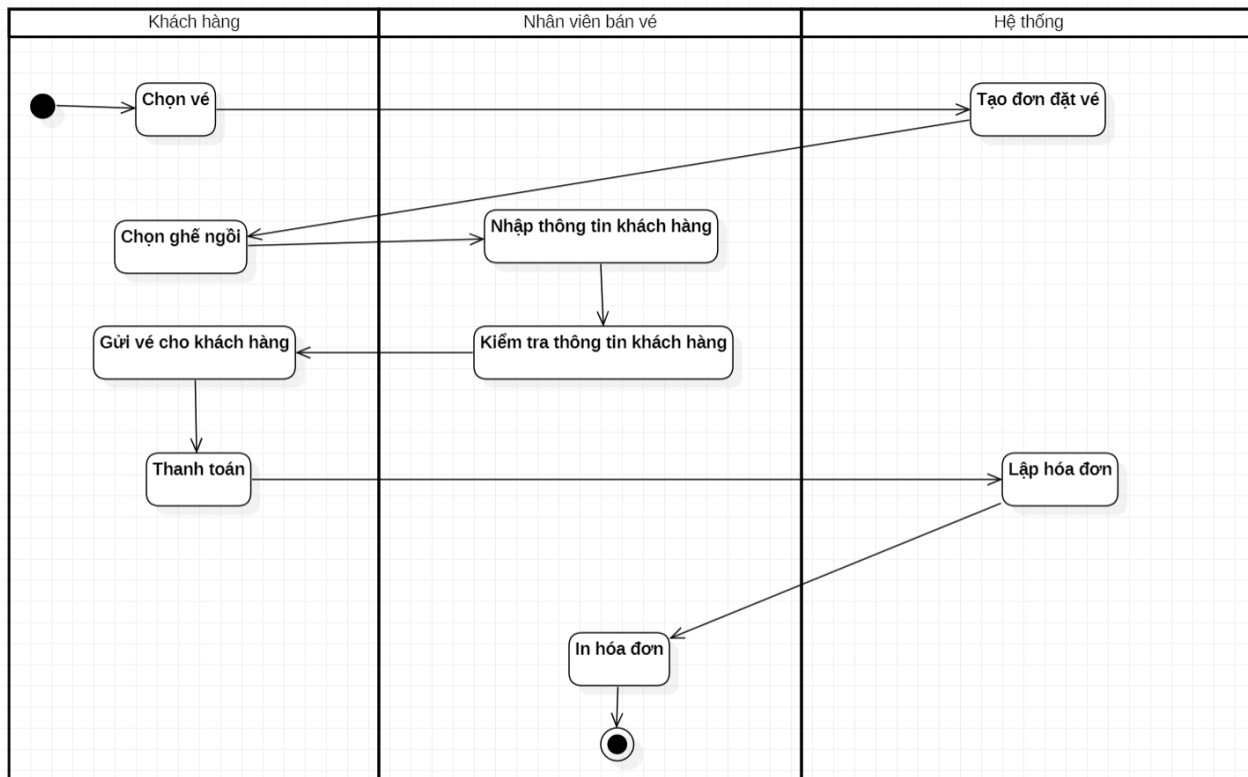 Khách hàng
Nhân viên bán vé
Hệ thống
Chọn vé
Tạo đơn đặt vé
Chọn ghế ngồi
Nhập thông tin khách hàng
Gửi vé cho khách hàng
Kiểm tra thông tin khách hàng
Thanh toán
Lập hóa đơn
In hóa đơn